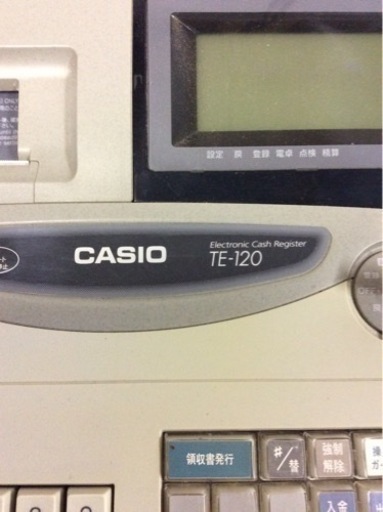 設定 戻 登録 電卓 点検 精算
CASIO
Electronic Cash Register
TE-120
領収書発行
#/替
強制
解除
入金